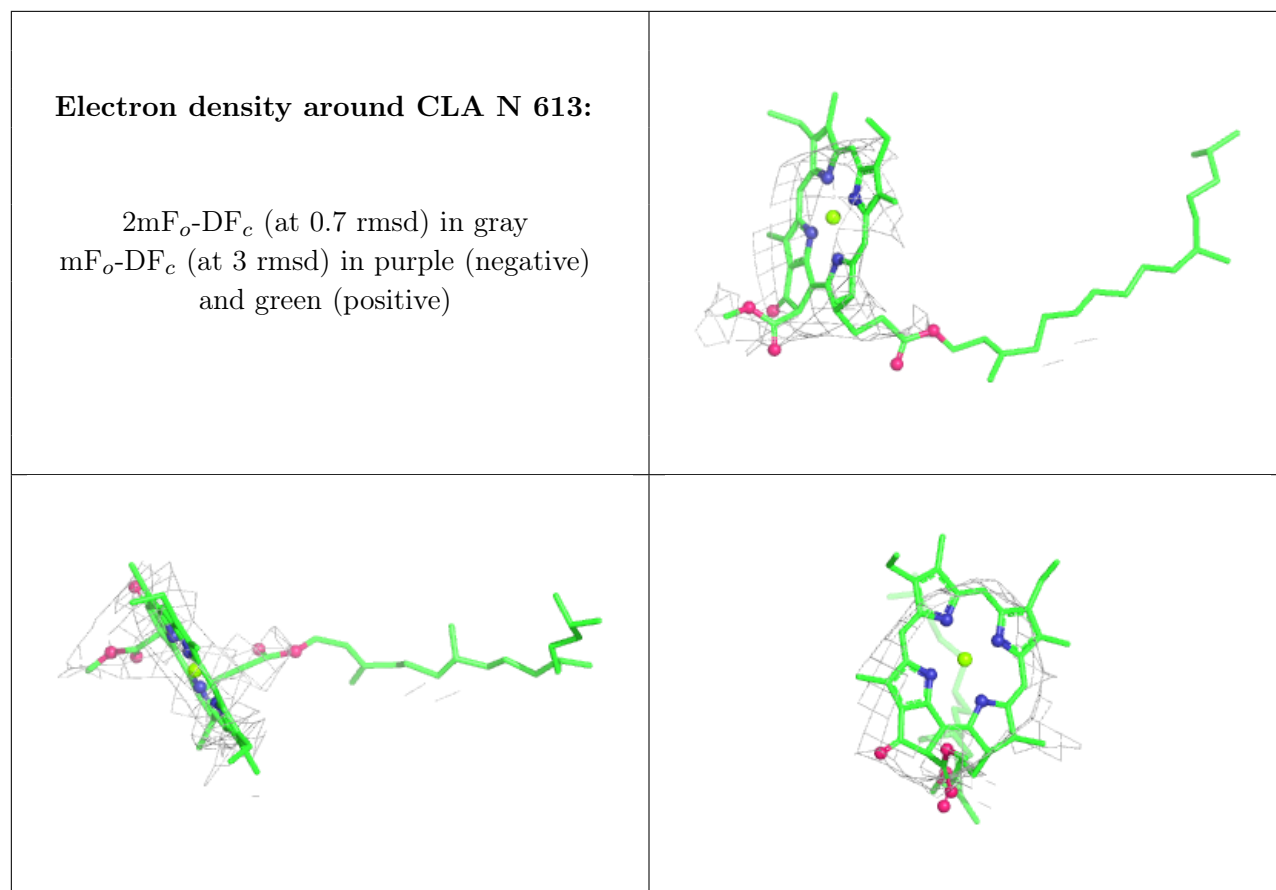 Electron density around CLA N 613:
2mFo-DFc (at 0.7 rmsd) in gray
mFo-DFc (at 3 rmsd) in purple (negative)
and green (positive)